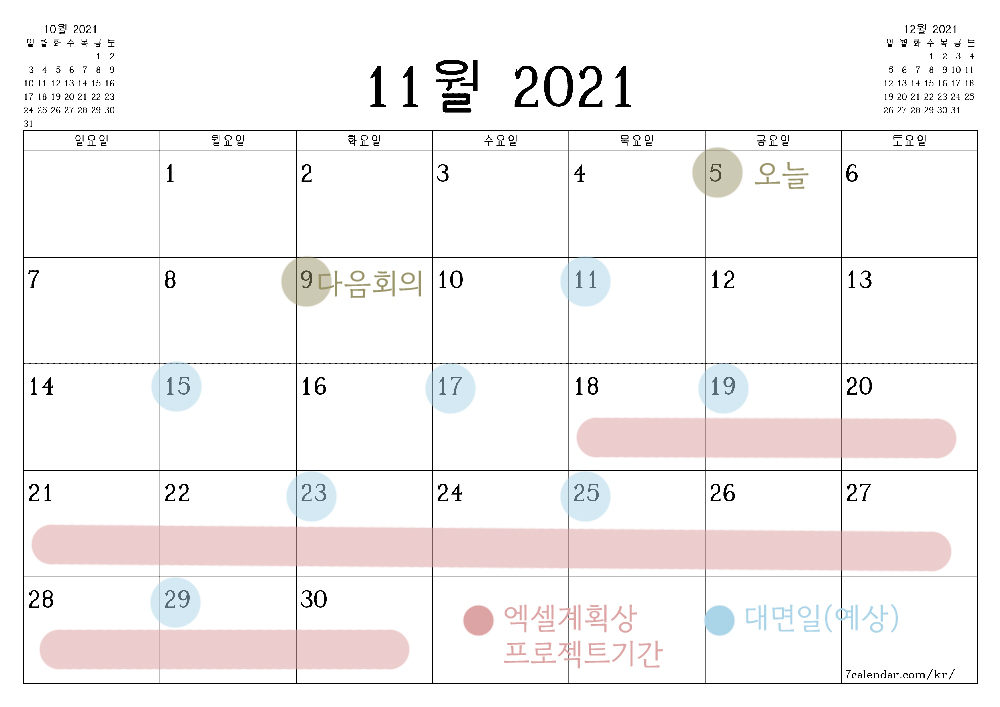 10월 2021
일 월 화 수 목 금 토
1 2
3 4 5 6 7 8 9
10 11 12 13 14 15 16
17 18 19 20 21 22 23
24 25 26 27 28 29 30
31
11월 2021
12월 2021
일 월 화 수 목 금 토
1 2 3 4
5 6 7 8 9 10 11
12 13 14 15 16 17 18
19 20 21 22 23 24 25
26 27 28 29 30 31
일요일 월요일 화요일 수요일 목요일 금요일 토요일
1 2 3 4 5 오늘 6
7 8 9 다음회의 10 11 12 13
14 15 16 17 18 19 20
21 22 23 24 25 26 27
28 29 30
엑셀계획상
프로젝트기간
대면일(예상)
7calendar.com/kr/